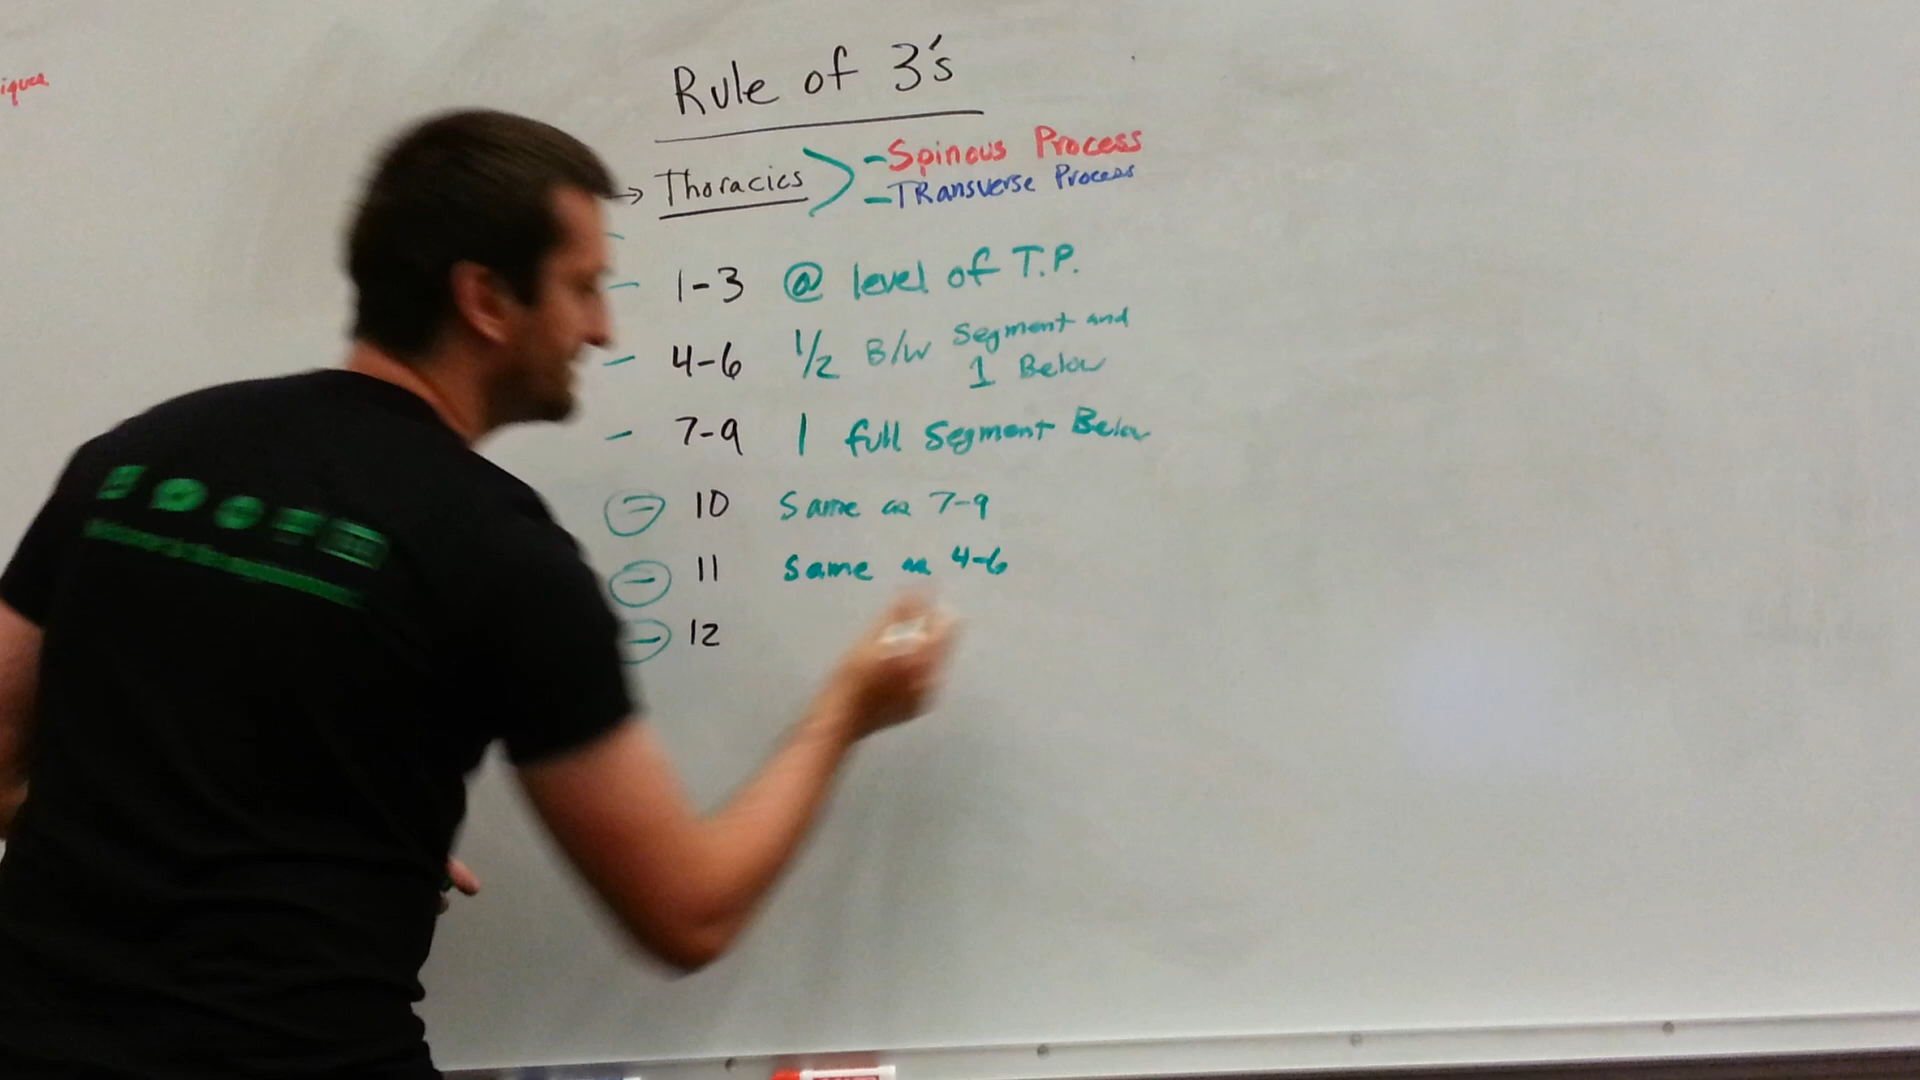 iques
Rule of 3's
→ Thoracics > - Spinous Process
- TRansverse Process
- 1-3 @ level of T.P.
- 4-6 1/2 B/W Segment and
1 Below
- 7-9 1 full Segment Below
- 10 Same as 7-9
- 11 Same as 4-6
- 12